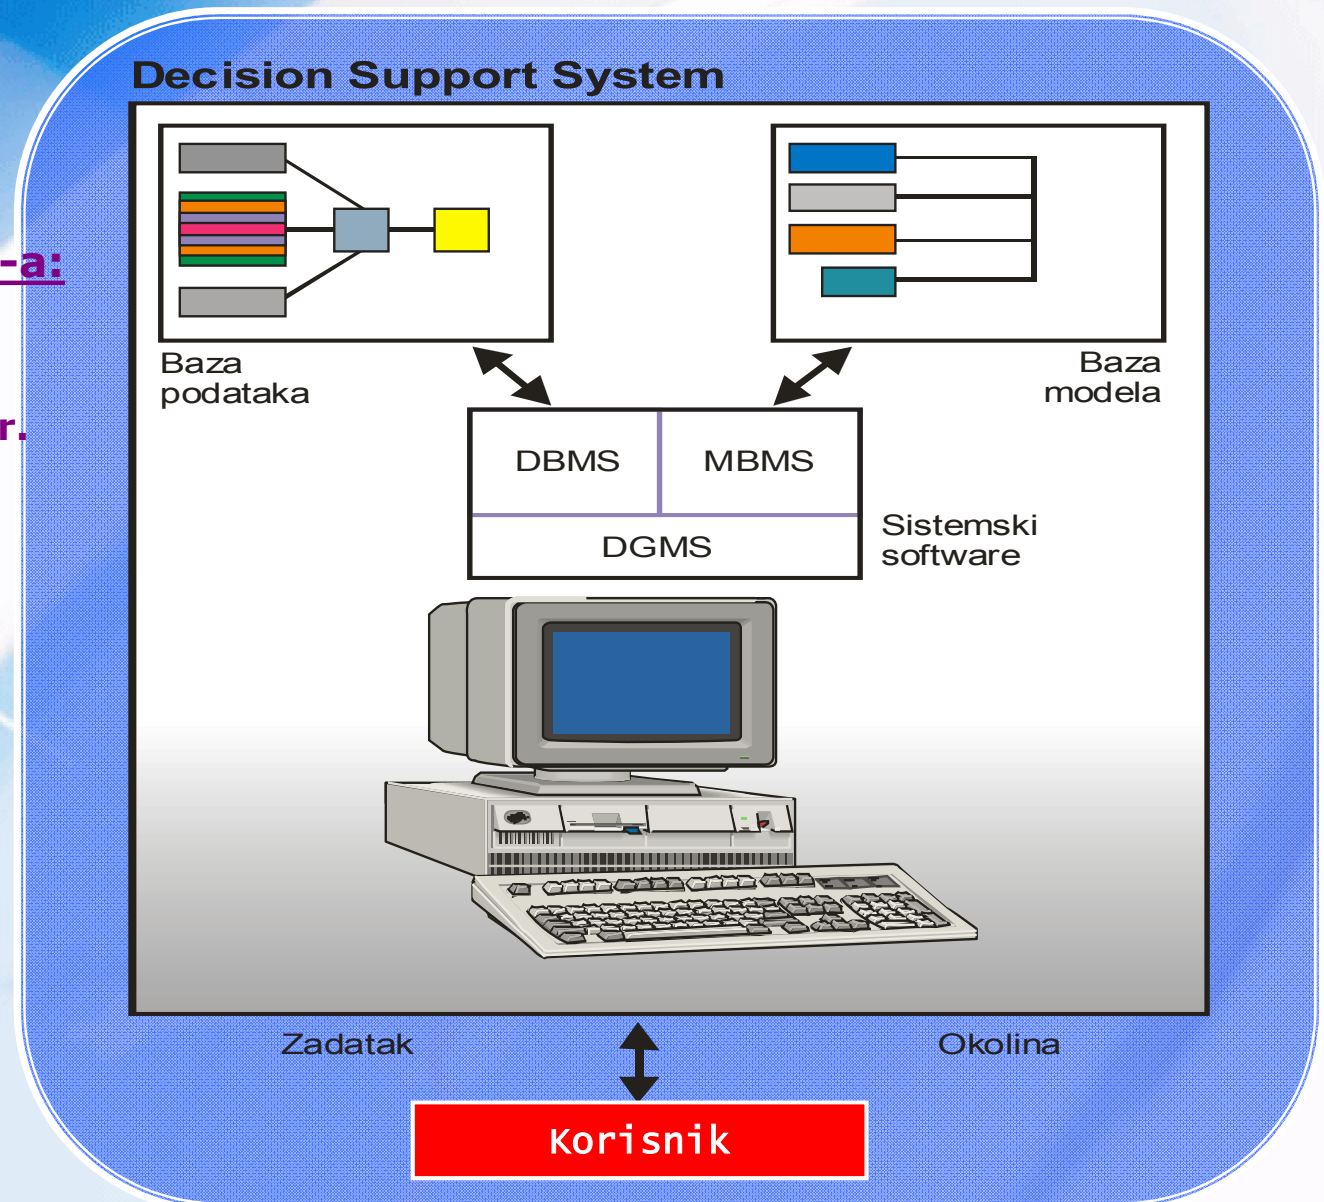 Decision Support System
-a:
r.
Baza
podataka
Baza
modela
DBMS
MBMS
DGMS
Sistemski
software
Zadatak
Okolina
Korisnik